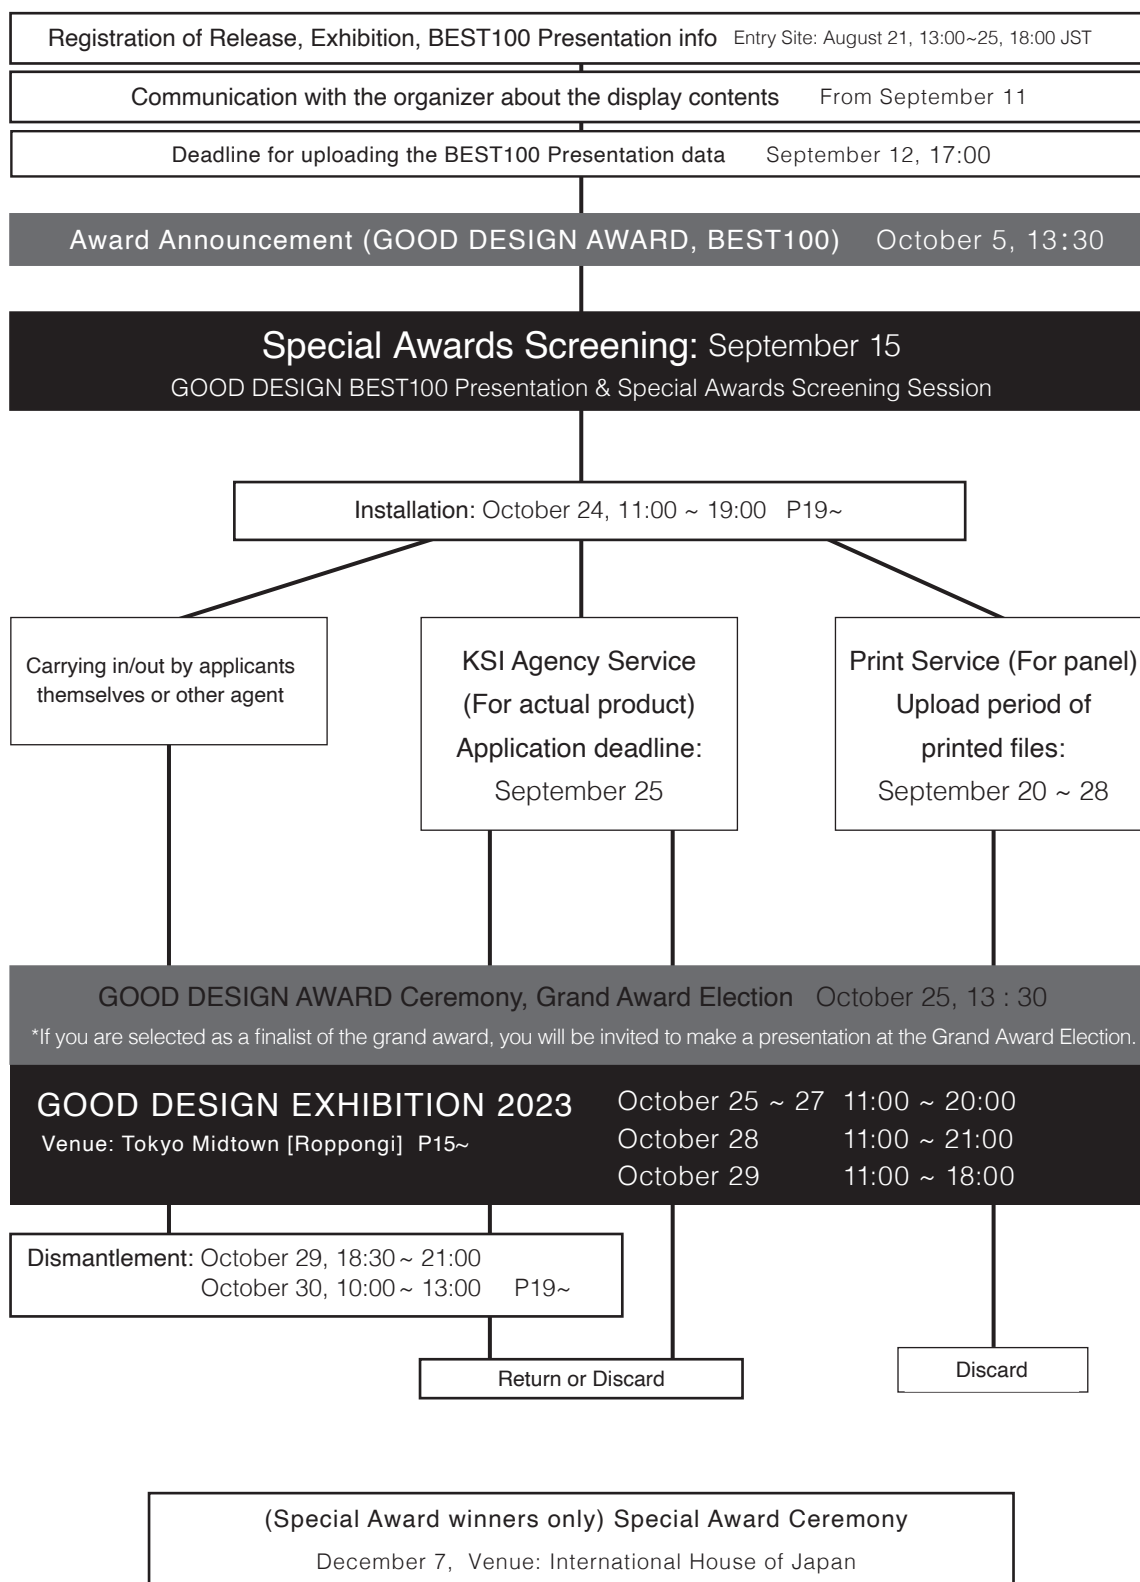 Registration of Release, Exhibition, BEST100 Presentation info Entry Site: August 21, 13:00~25, 18:00 JST
Communication with the organizer about the display contents From September 11
Deadline for uploading the BEST100 Presentation data September 12, 17:00
Award Announcement (GOOD DESIGN AWARD, BEST100) October 5, 13:30
Special Awards Screening: September 15
GOOD DESIGN BEST100 Presentation & Special Awards Screening Session
Installation: October 24, 11:00 ~ 19:00 P19~
Carrying in/out by applicants
themselves or other agent
KSI Agency Service
(For actual product)
Application deadline:
September 25
Print Service (For panel)
Upload period of
printed files:
September 20 ~ 28
GOOD DESIGN AWARD Ceremony, Grand Award Election October 25, 13 : 30
*If you are selected as a finalist of the grand award, you will be invited to make a presentation at the Grand Award Election.
GOOD DESIGN EXHIBITION 2023
Venue: Tokyo Midtown [Roppongi] P15~
October 25 ~ 27 11:00 ~ 20:00
October 28 11:00 ~ 21:00
October 29 11:00 ~ 18:00
Dismantlement: October 29, 18:30 ~ 21:00
October 30, 10:00 ~ 13:00 P19~
Return or Discard
Discard
(Special Award winners only) Special Award Ceremony
December 7, Venue: International House of Japan